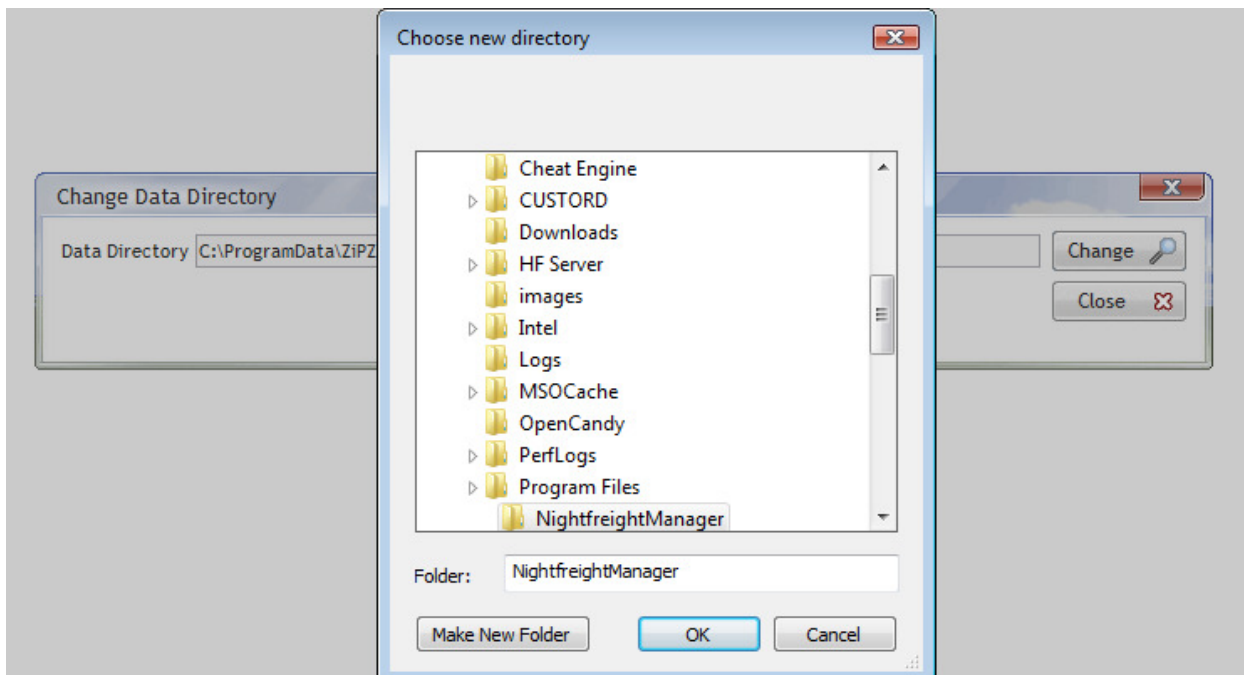 Choose new directory
Change Data Directory
Data Directory C:\ProgramData\ZiPZ
Change
Close
Cheat Engine
CUSTORD
Downloads
HF Server
images
Intel
Logs
MSOCache
OpenCandy
PerfLogs
Program Files
NightfreightManager
Folder: NightfreightManager
Make New Folder OK Cancel